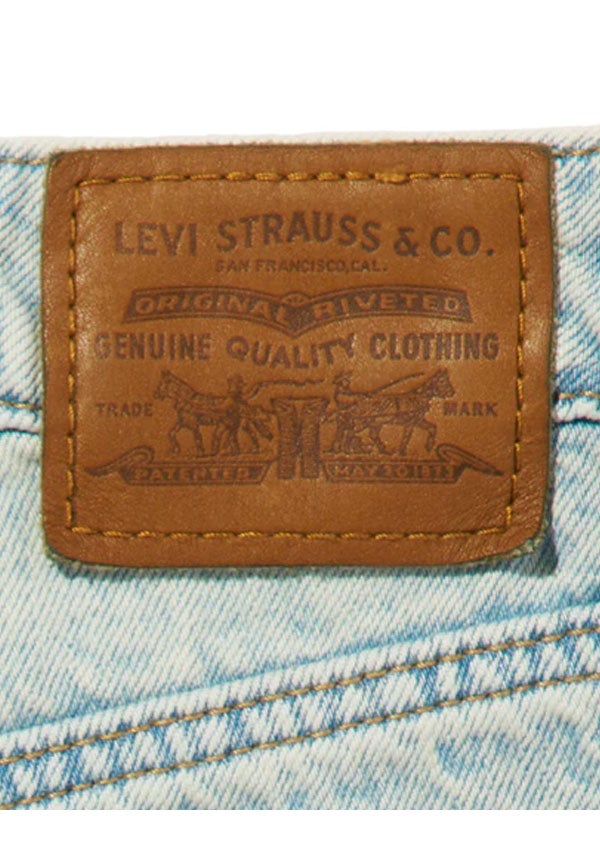 LEVI STRAUSS & CO.
SAN FRANCISCO, CAL.
ORIGINAL RIVETED
GENUINE QUALITY CLOTHING
TRADE MARK
PATENTED MAY 20 1873